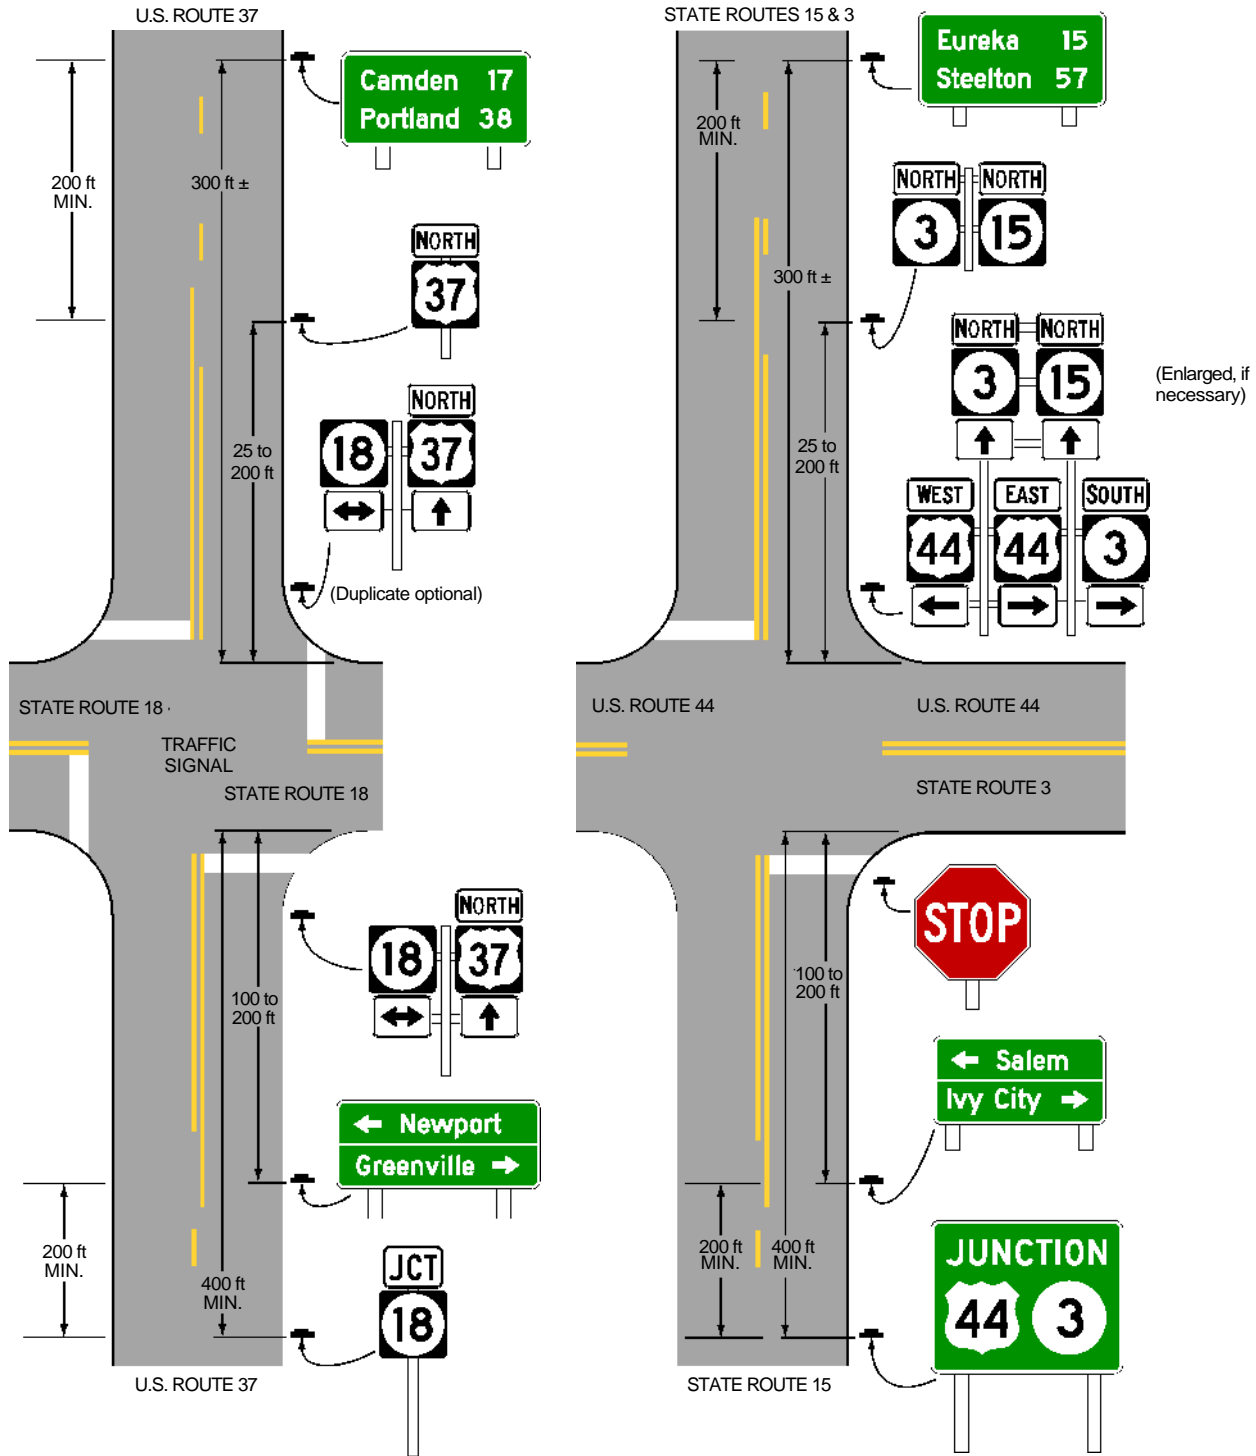 U.S. ROUTE 37
Camden 17
Portland 38
200 ft
MIN.
300 ft ±
NORTH
37
NORTH
18 37
25 to
200 ft
(Duplicate optional)
STATE ROUTE 18
TRAFFIC
SIGNAL
STATE ROUTE 18
NORTH
18 37
100 to
200 ft
Newport
Greenville
200 ft
MIN.
400 ft
MIN.
JCT
18
U.S. ROUTE 37
STATE ROUTES 15 & 3
Eureka 15
Steelton 57
200 ft
MIN.
NORTH NORTH
3 15
300 ft ±
NORTH NORTH
3 15
(Enlarged, if
necessary)
25 to
200 ft
WEST EAST SOUTH
44 44 3
U.S. ROUTE 44 U.S. ROUTE 44
STATE ROUTE 3
STOP
100 to
200 ft
Salem
Ivy City
200 ft
MIN.
400 ft
MIN.
JUNCTION
44 3
STATE ROUTE 15